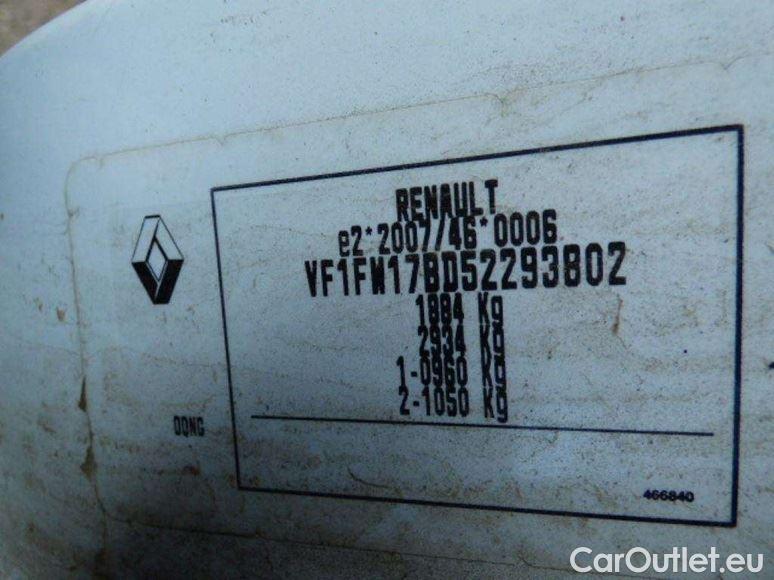 RENAULT
e2*2007/46*0006
VF1FW17BD52293802
1884 Kg
2934 Kg
1-0960 Kg
2-1050 Kg
OQNG
466840
CarOutlet.eu